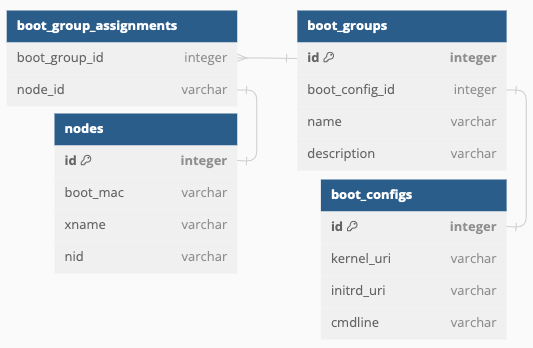 boot_group_assignments
boot_group_id integer
node_id varchar
nodes
id integer
boot_mac varchar
xname varchar
nid varchar
boot_groups
id integer
boot_config_id integer
name varchar
description varchar
boot_configs
id integer
kernel_uri varchar
initrd_uri varchar
cmdline varchar